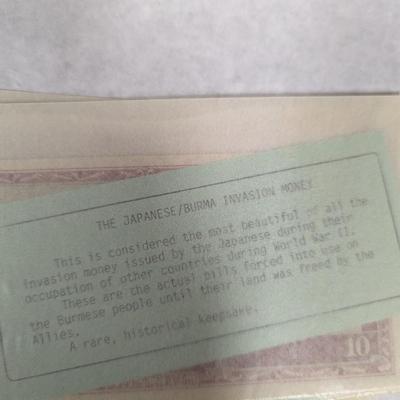 THE JAPANESE/BURMA INVASION MONEY
This is considered the most beautiful of all the
invasion money issued by the Japanese during their
occupation of other countries during World War II.
These are the actual bills forced into use on
the Burmese people until their land was freed by the
Allies.
A rare, historical keepsake.
10